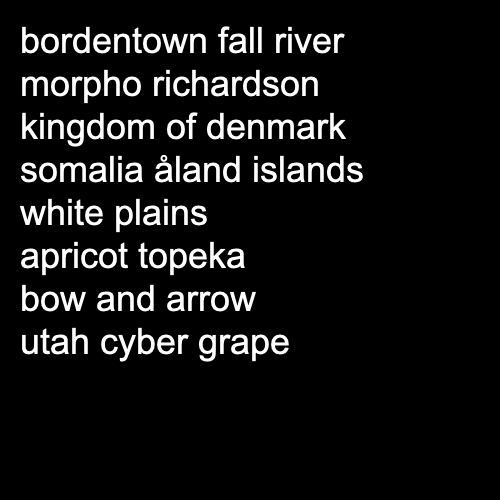 bordentown fall river
morpho richardson
kingdom of denmark
somalia åland islands
white plains
apricot topeka
bow and arrow
utah cyber grape